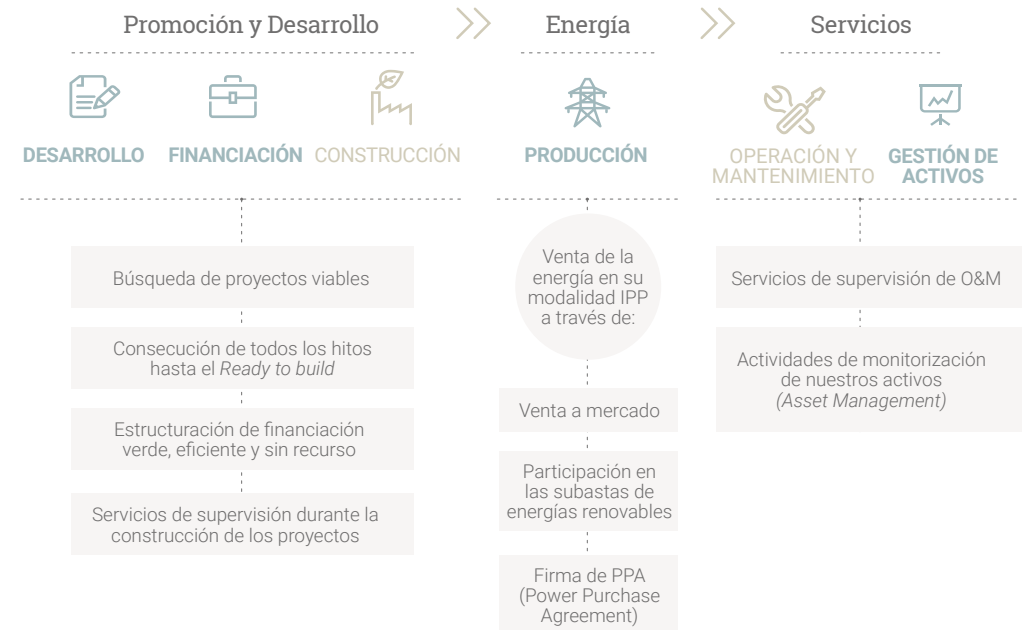 Promoción y Desarrollo
Energía
Servicios
DESARROLLO
FINANCIACIÓN
CONSTRUCCIÓN
PRODUCCIÓN
OPERACIÓN Y
MANTENIMIENTO
GESTIÓN DE
ACTIVOS
Búsqueda de proyectos viables
Consecución de todos los hitos
hasta el Ready to build
Estructuración de financiación
verde, eficiente y sin recurso
Servicios de supervisión durante la
construcción de los proyectos
Venta de la
energía en su
modalidad IPP
a través de:
Venta a mercado
Participación en
las subastas de
energías renovables
Firma de PPA
(Power Purchase
Agreement)
Servicios de supervisión de O&M
Actividades de monitorización
de nuestros activos
(Asset Management)